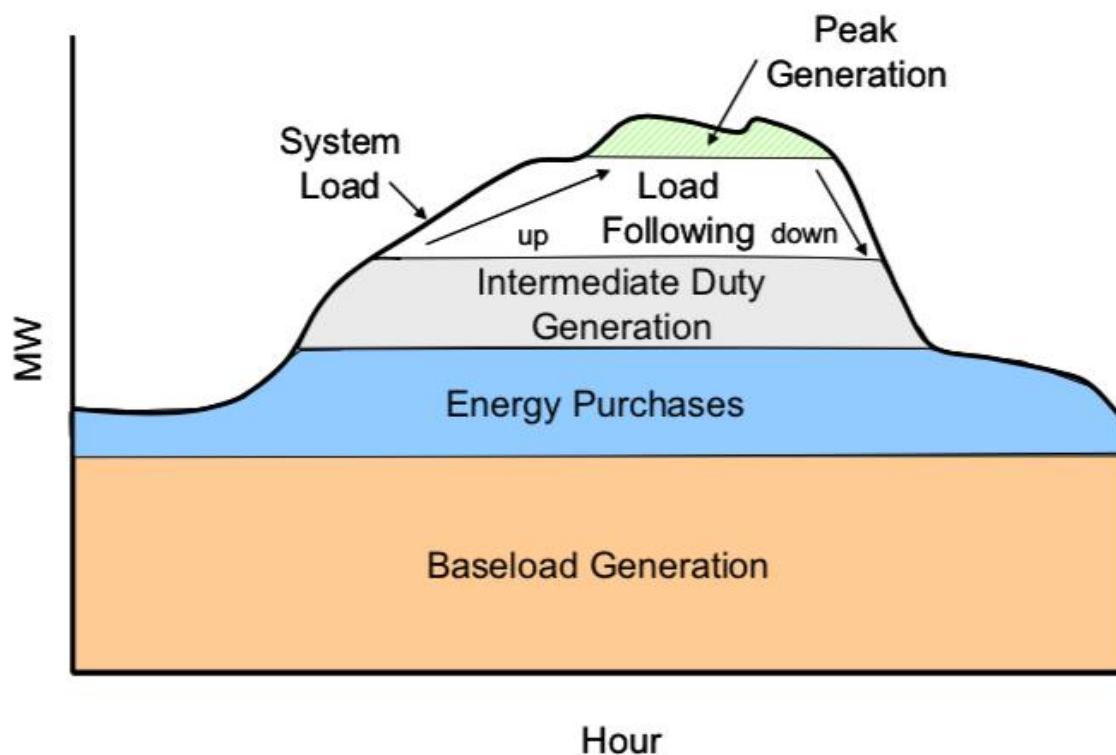 Peak
Generation
System
Load
Load
up Following down
Intermediate Duty
Generation
MW
Energy Purchases
Baseload Generation
Hour